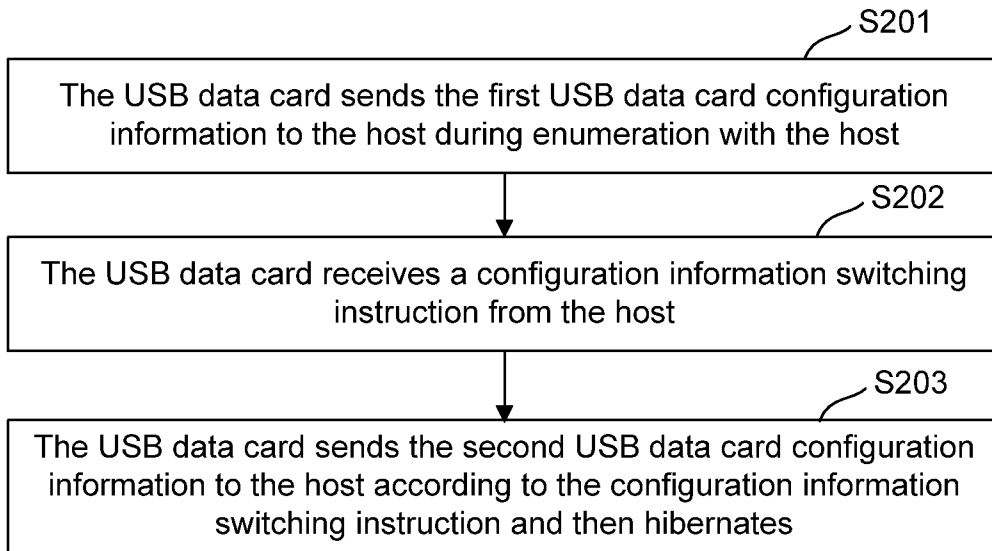 S201
The USB data card sends the first USB data card configuration
information to the host during enumeration with the host
S202
The USB data card receives a configuration information switching
instruction from the host
S203
The USB data card sends the second USB data card configuration
information to the host according to the configuration information
switching instruction and then hibernates